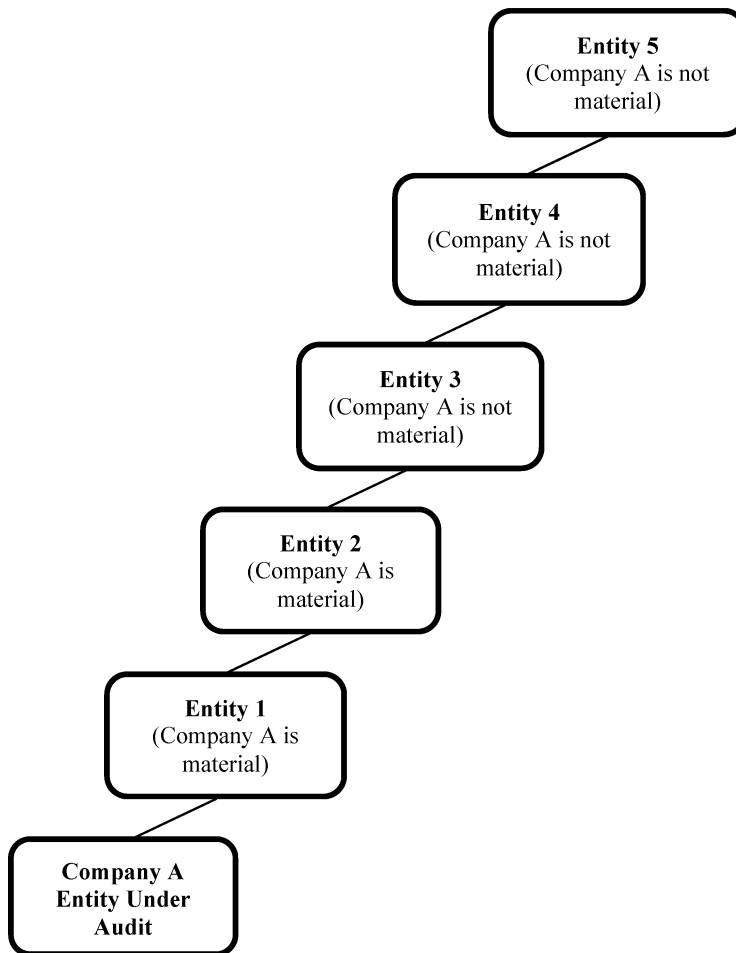 Entity 5
(Company A is not
material)
Entity 4
(Company A is not
material)
Entity 3
(Company A is not
material)
Entity 2
(Company A is
material)
Entity 1
(Company A is
material)
Company A
Entity Under
Audit